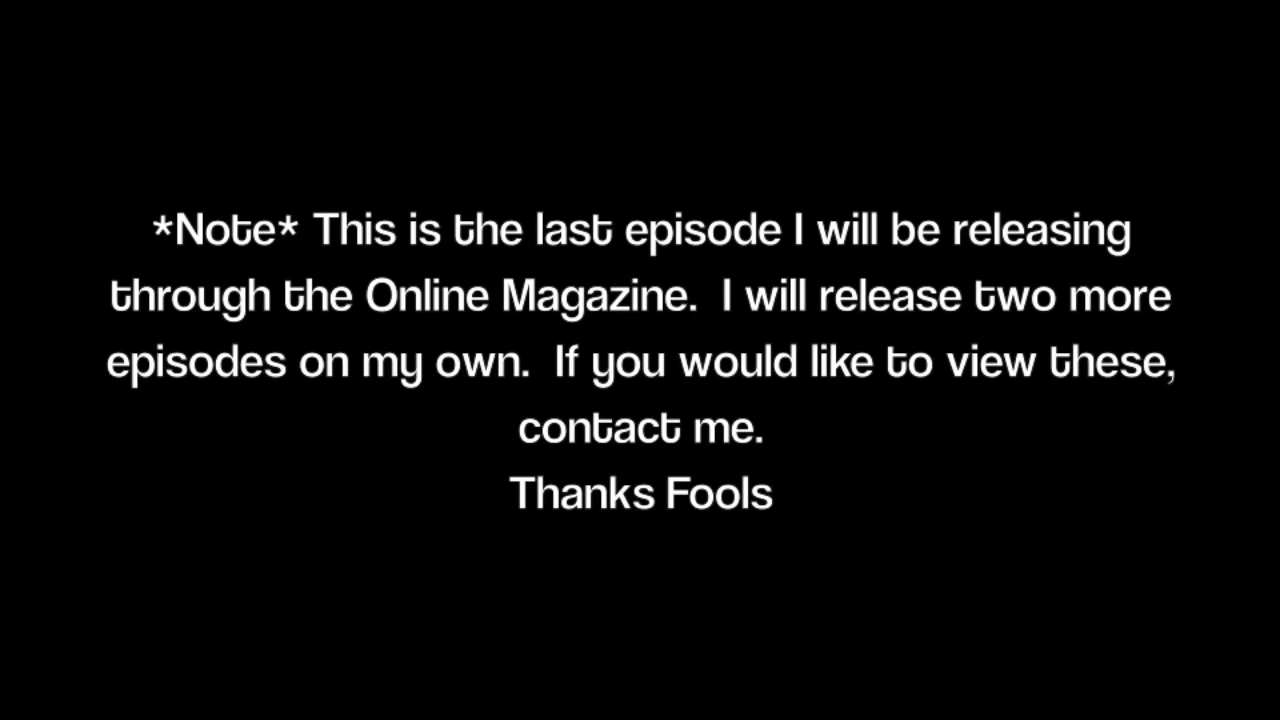 *Note* This is the last episode I will be releasing
through the Online Magazine.  I will release two more
episodes on my own.  If you would like to view these,
contact me.
Thanks Fools